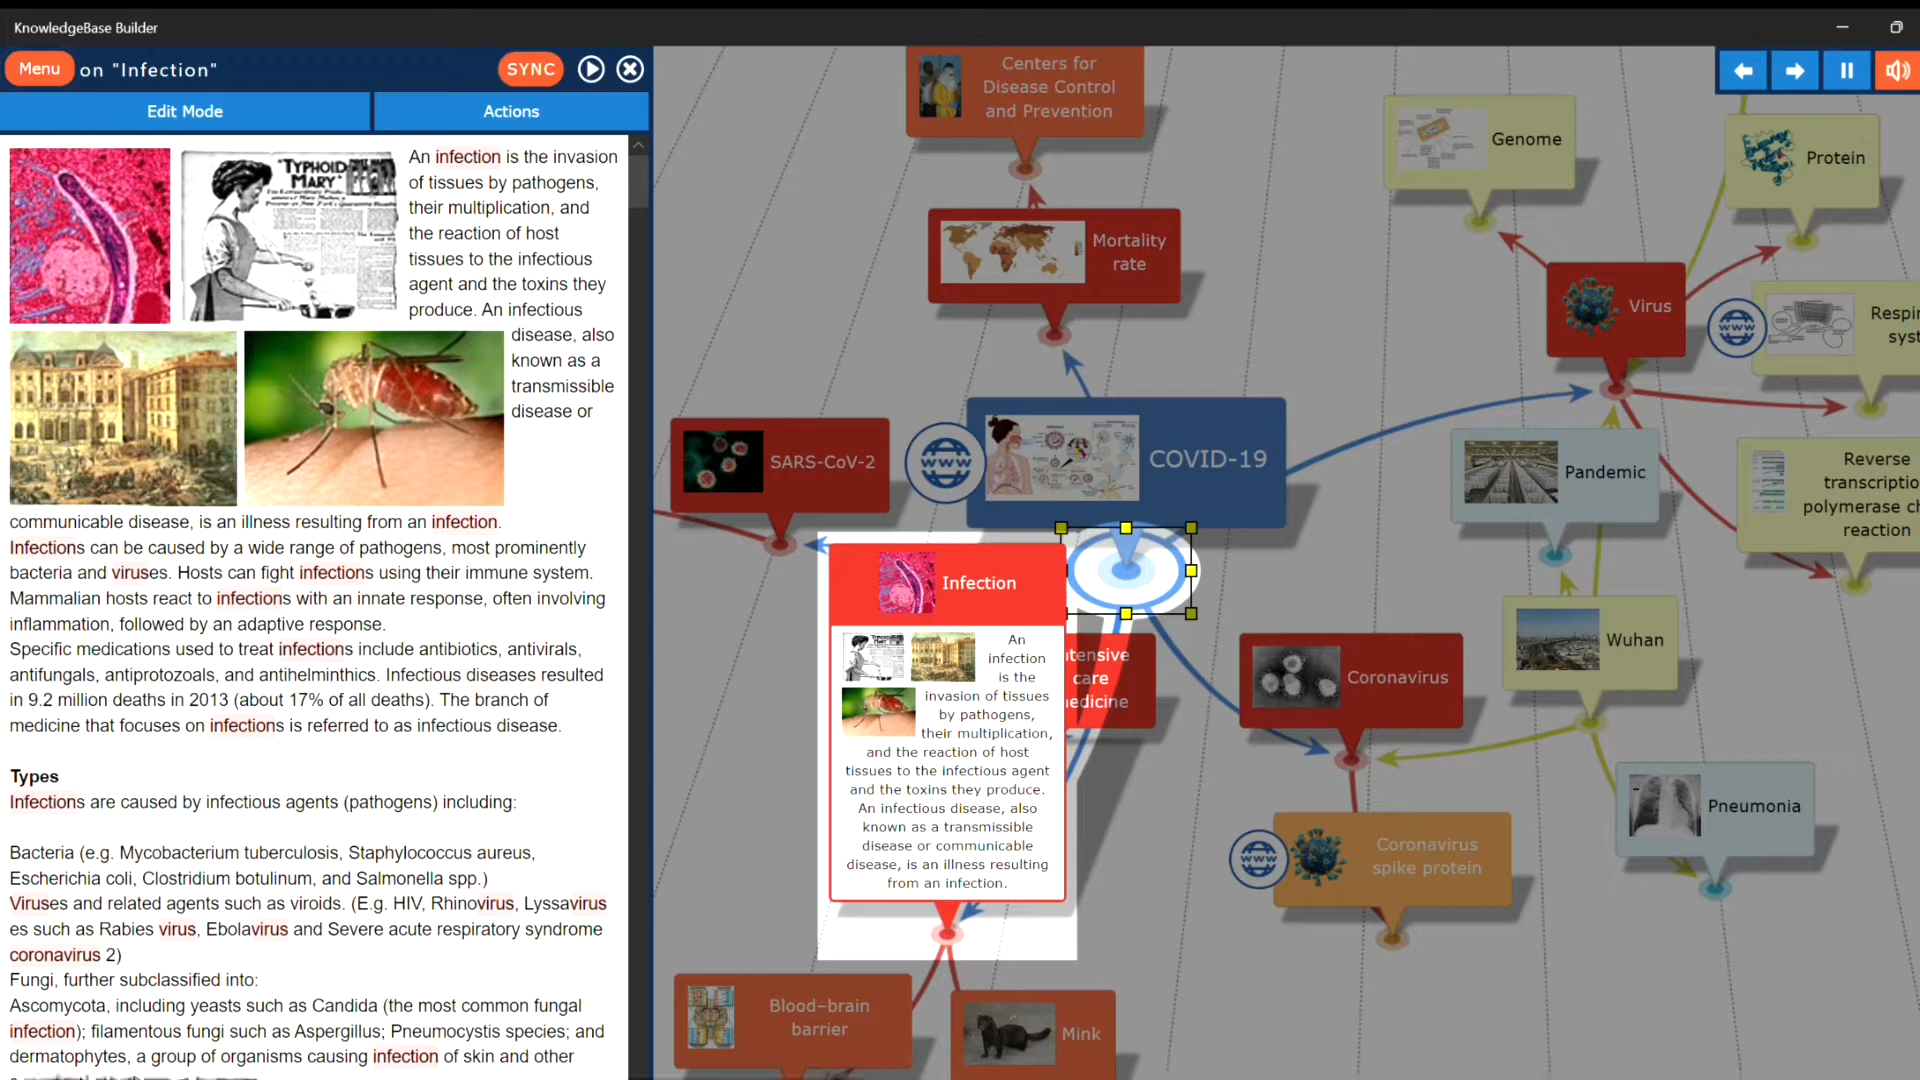 KnowledgeBase Builder
Menu on "Infection"
SYNC
Edit Mode
Actions
"TYPHOID
MARY"
An infection is the invasion
of tissues by pathogens,
their multiplication, and
the reaction of host
tissues to the infectious
agent and the toxins they
produce. An infectious
disease, also
known as a
transmissible
disease or
communicable disease, is an illness resulting from an infection.
Infections can be caused by a wide range of pathogens, most prominently
bacteria and viruses. Hosts can fight infections using their immune system.
Mammalian hosts react to infections with an innate response, often involving
inflammation, followed by an adaptive response.
Specific medications used to treat infections include antibiotics, antivirals,
antifungals, antiprotozoals, and antihelminthics. Infectious diseases resulted
in 9.2 million deaths in 2013 (about 17% of all deaths). The branch of
medicine that focuses on infections is referred to as infectious disease.
Types
Infections are caused by infectious agents (pathogens) including:
Bacteria (e.g. Mycobacterium tuberculosis, Staphylococcus aureus,
Escherichia coli, Clostridium botulinum, and Salmonella spp.)
Viruses and related agents such as viroids. (E.g. HIV, Rhinovirus, Lyssavirus
es such as Rabies virus, Ebolavirus and Severe acute respiratory syndrome
coronavirus 2)
Fungi, further subclassified into:
Ascomycota, including yeasts such as Candida (the most common fungal
infection); filamentous fungi such as Aspergillus; Pneumocystis species; and
dermatophytes, a group of organisms causing infection of skin and other
Centers for
Disease Control
and Prevention
Mortality
rate
Genome
Protein
Virus
www
Respir
syst
SARS-CoV-2
www
COVID-19
Pandemic
Reverse
transcriptio
polymerase ch
reaction
Infection
An
infection
is the
invasion of tissues
by pathogens,
their multiplication,
and the reaction of host
tissues to the infectious agent
and the toxins they produce.
An infectious disease, also
known as a transmissible
disease or communicable
disease, is an illness resulting
from an infection.
tensive
care
edicine
Coronavirus
Wuhan
Pneumonia
www
Coronavirus
spike protein
Blood–brain
barrier
Mink